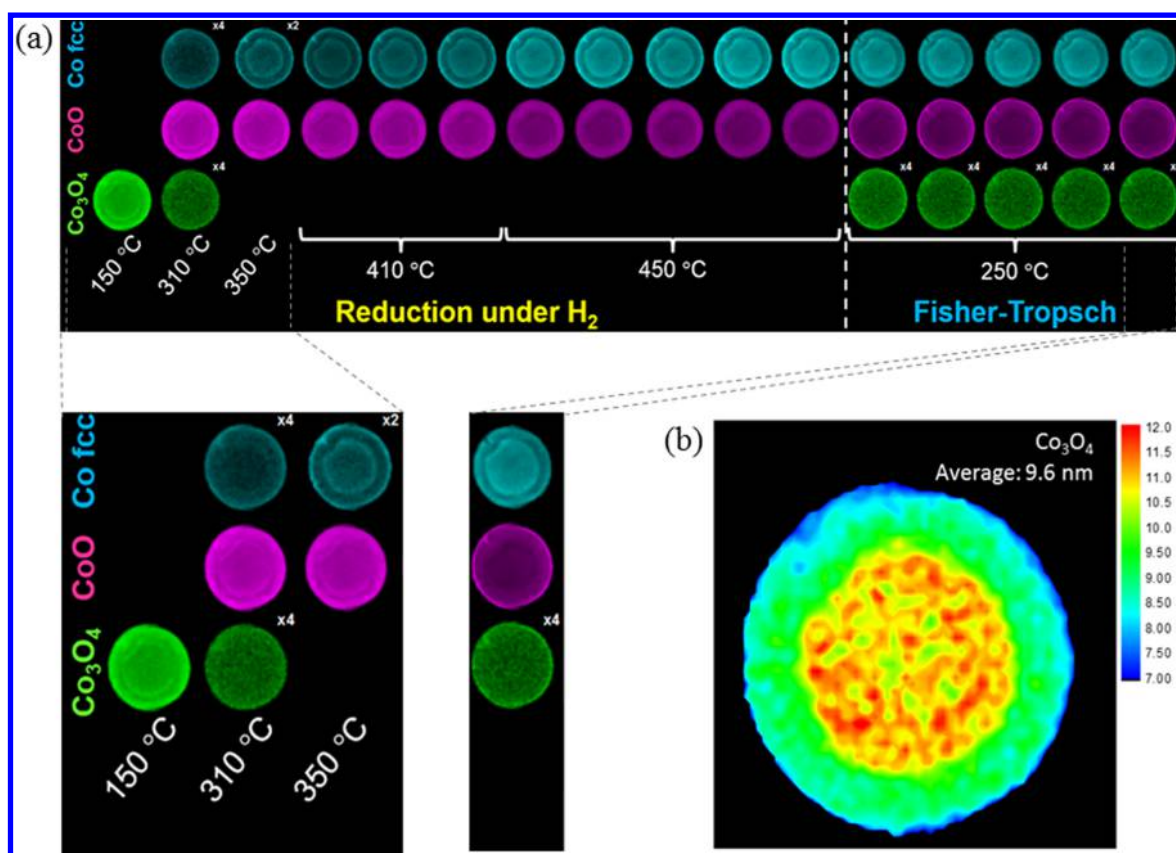 (a)
Co fcc
x4
x2
CoO
Co₃O₄
x4
x4 x4 x4 x4
150 °C
310 °C
350 °C
410 °C
450 °C
250 °C
Reduction under H₂
Fisher-Tropsch
Co fcc
x4
x2
CoO
Co₃O₄
x4
x4
150 °C
310 °C
350 °C
(b)
Co₃O₄
Average: 9.6 nm
12.0
11.5
11.0
10.5
10.0
9.50
9.00
8.50
8.00
7.50
7.00